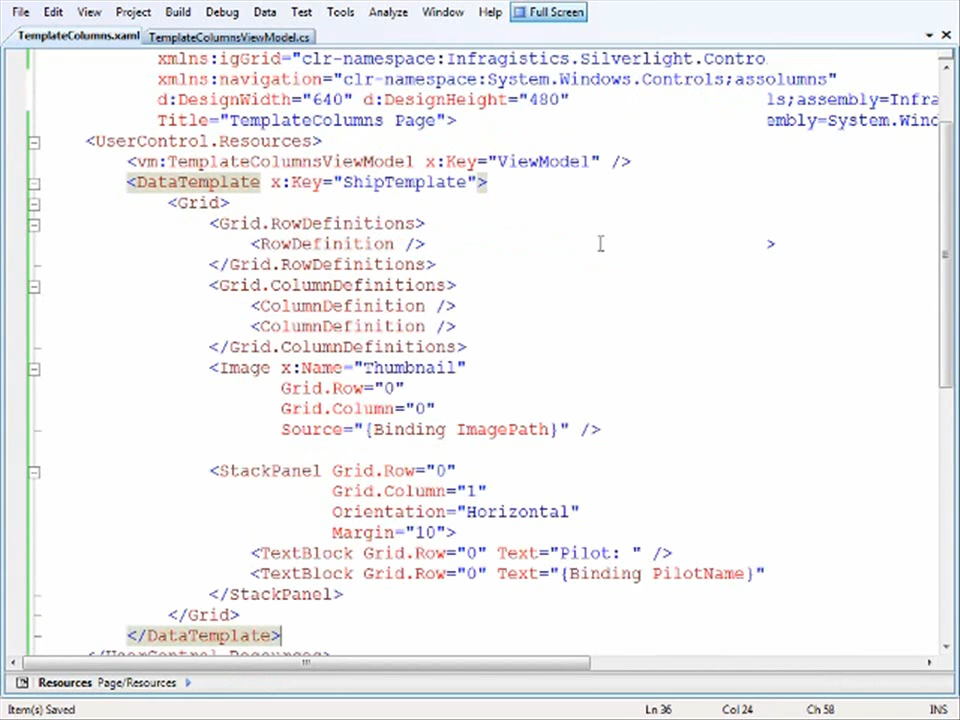 File Edit View Project Build Debug Data Test Tools Analyze Window Help Full Screen
TemplateColumns.xaml TemplateColumnsViewModel.cs
xmlns:igGrid="clr-namespace:Infragistics.Silverlight.Contro
xmlns:navigation="clr-namespace:System.Windows.Controls;assolumns"
d:DesignWidth="640" d:DesignHeight="480" ls;assembly=Infra
Title="TemplateColumns Page"> embly=System.Wind
<UserControl.Resources>
<vm:TemplateColumnsViewModel x:Key="ViewModel" />
<DataTemplate x:Key="ShipTemplate">
<Grid>
<Grid.RowDefinitions>
<RowDefinition /> >
</Grid.RowDefinitions>
<Grid.ColumnDefinitions>
<ColumnDefinition />
<ColumnDefinition />
</Grid.ColumnDefinitions>
<Image x:Name="Thumbnail"
Grid.Row="0"
Grid.Column="0"
Source="{Binding ImagePath}" />
<StackPanel Grid.Row="0"
Grid.Column="1"
Orientation="Horizontal"
Margin="10">
<TextBlock Grid.Row="0" Text="Pilot: " />
<TextBlock Grid.Row="0" Text="{Binding PilotName}"
</StackPanel>
</Grid>
</DataTemplate>
</UserControl.Resources>
Resources Page/Resources
Item(s) Saved Ln 36 Col 24 Ch 58 INS